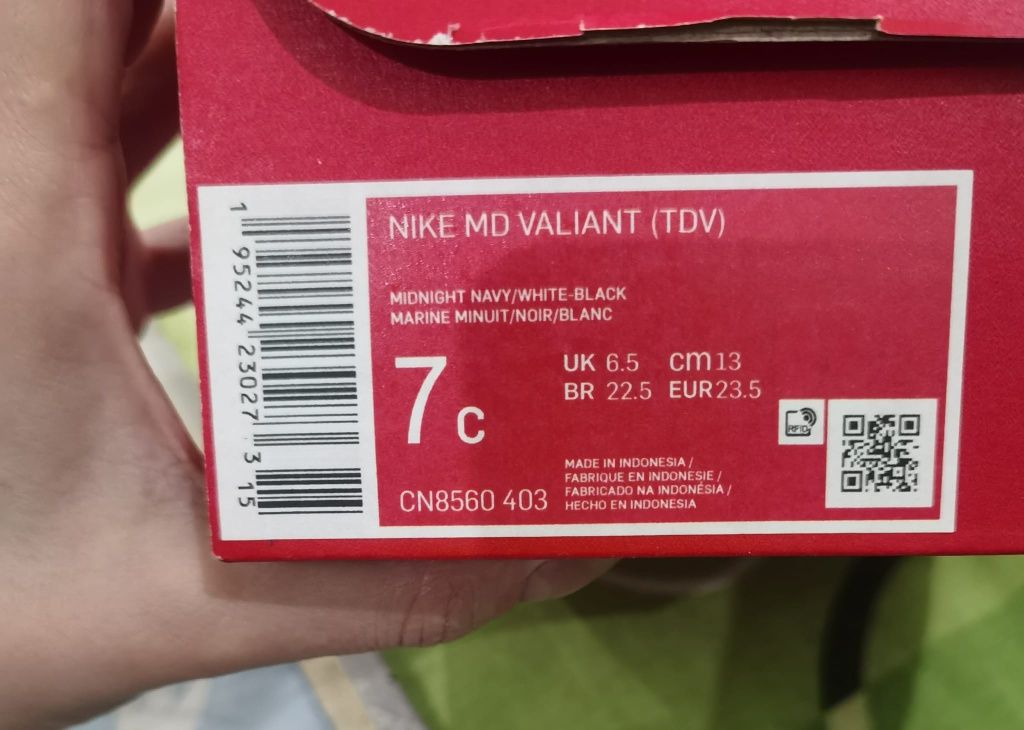 NIKE MD VALIANT (TDV)
MIDNIGHT NAVY/WHITE-BLACK
MARINE MINUIT/NOIR/BLANC
7c
UK 6.5 cm 13
BR 22.5 EUR 23.5
RFID
MADE IN INDONESIA /
FABRIQUE EN INDONESIE /
FABRICADO NA INDONÉSIA /
HECHO EN INDONESIA
CN8560 403
1 95244 23027 3 15